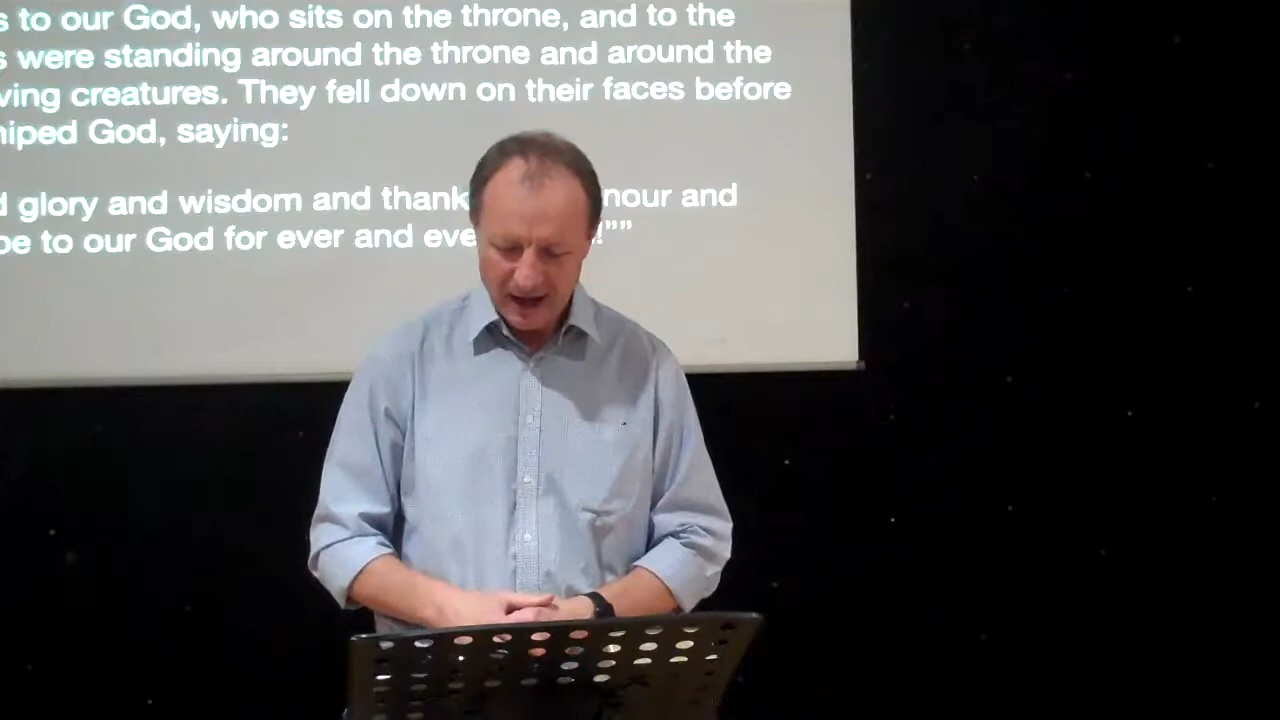 s to our God, who sits on the throne, and to the
s were standing around the throne and around the
ving creatures. They fell down on their faces before
iped God, saying:
d glory and wisdom and thank nour and
be to our God for ever and eve !””